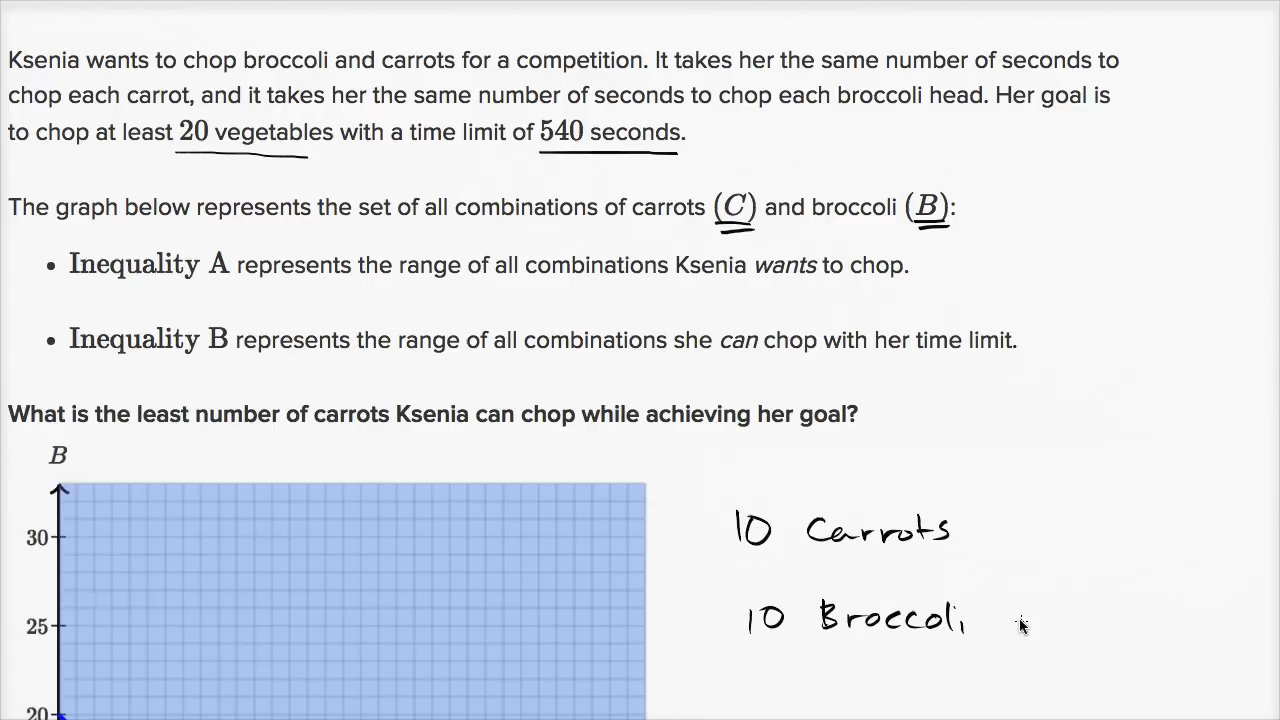 Ksenia wants to chop broccoli and carrots for a competition. It takes her the same number of seconds to
chop each carrot, and it takes her the same number of seconds to chop each broccoli head. Her goal is
to chop at least 20 vegetables with a time limit of 540 seconds.
The graph below represents the set of all combinations of carrots (C) and broccoli (B):
• Inequality A represents the range of all combinations Ksenia wants to chop.
• Inequality B represents the range of all combinations she can chop with her time limit.
What is the least number of carrots Ksenia can chop while achieving her goal?
B
30
10 Carrots
10 Broccoli
25
20